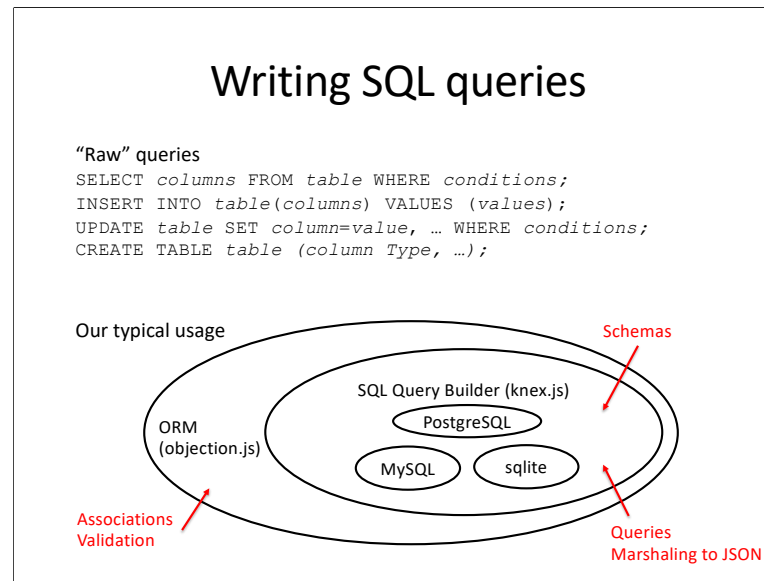 Writing SQL queries
“Raw” queries
SELECT columns FROM table WHERE conditions;
INSERT INTO table(columns) VALUES (values);
UPDATE table SET column=value, … WHERE conditions;
CREATE TABLE table (column Type, …);
Our typical usage
Schemas
SQL Query Builder (knex.js)
PostgreSQL
ORM
(objection.js)
MySQL
sqlite
Associations
Validation
Queries
Marshaling to JSON